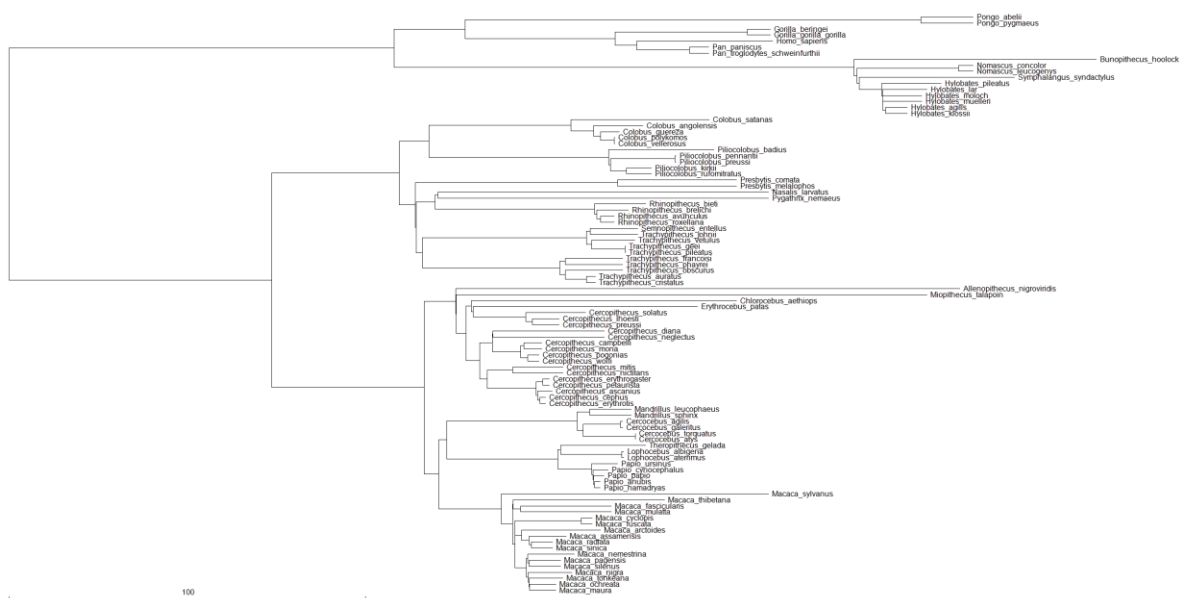 Pongo_abelii
Pongo_pygmaeus
Gorilla_beringei
Gorilla_gorilla_gorilla
Homo_sapiens
Pan_paniscus
Pan_troglodytes_schweinfurthii
Bunopithecus_hoolock
Nomascus_concolor
Nomascus_leucogenys
Symphalangus_syndactylus
Hylobates_pileatus
Hylobates_lar
Hylobates_moloch
Hylobates_muelleri
Hylobates_agilis
Hylobates_klossii
Colobus_satanas
Colobus_angolensis
Colobus_guereza
Colobus_polykomos
Colobus_vellerosus
Piliocolobus_badius
Piliocolobus_pennantii
Piliocolobus_preussi
Piliocolobus_kirkii
Piliocolobus_rufomitratus
Presbytis_comata
Presbytis_melalophos
Nasalis_larvatus
Pygathrix_nemaeus
Rhinopithecus_bieti
Rhinopithecus_brelichi
Rhinopithecus_avunculus
Rhinopithecus_roxellana
Semnopithecus_entellus
Trachypithecus_johnii
Trachypithecus_vetulus
Trachypithecus_geei
Trachypithecus_pileatus
Trachypithecus_francoisi
Trachypithecus_phayrei
Trachypithecus_obscurus
Trachypithecus_auratus
Trachypithecus_cristatus
Allenopithecus_nigroviridis
Miopithecus_talapoin
Chlorocebus_aethiops
Erythrocebus_patas
Cercopithecus_solatus
Cercopithecus_lhoesti
Cercopithecus_preussi
Cercopithecus_diana
Cercopithecus_neglectus
Cercopithecus_campbelli
Cercopithecus_mona
Cercopithecus_pogonias
Cercopithecus_wolfi
Cercopithecus_mitis
Cercopithecus_nictitans
Cercopithecus_erythrogaster
Cercopithecus_petaurista
Cercopithecus_ascanius
Cercopithecus_cephus
Cercopithecus_erythrotis
Mandrillus_leucophaeus
Mandrillus_sphinx
Cercocebus_agilis
Cercocebus_galeritus
Cercocebus_torquatus
Cercocebus_atys
Theropithecus_gelada
Lophocebus_albigena
Lophocebus_aterrimus
Papio_ursinus
Papio_cynocephalus
Papio_papio
Papio_anubis
Papio_hamadryas
Macaca_sylvanus
Macaca_thibetana
Macaca_fascicularis
Macaca_mulatta
Macaca_cyclopis
Macaca_fuscata
Macaca_arctoides
Macaca_assamensis
Macaca_radiata
Macaca_sinica
Macaca_nemestrina
Macaca_pagensis
Macaca_silenus
Macaca_nigra
Macaca_tonkeana
Macaca_ochreata
Macaca_maura
100